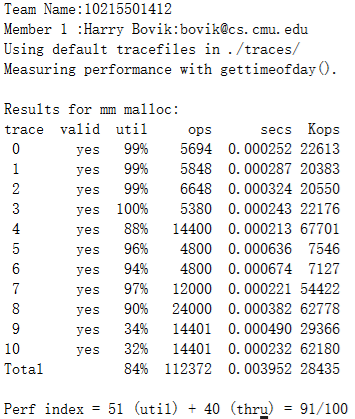 Team Name:10215501412
Member 1 :Harry Bovik:bovik@cs.cmu.edu
Using default tracefiles in ./traces/
Measuring performance with gettimeofday().
Results for mm malloc:
trace valid util ops secs Kops
0 yes 99% 5694 0.000252 22613
1 yes 99% 5848 0.000287 20383
2 yes 99% 6648 0.000324 20550
3 yes 100% 5380 0.000243 22176
4 yes 88% 14400 0.000213 67701
5 yes 96% 4800 0.000636 7546
6 yes 94% 4800 0.000674 7127
7 yes 97% 12000 0.000221 54422
8 yes 90% 24000 0.000382 62778
9 yes 34% 14401 0.000490 29366
10 yes 32% 14401 0.000232 62180
Total 84% 112372 0.003952 28435
Perf index = 51 (util) + 40 (thru) = 91/100